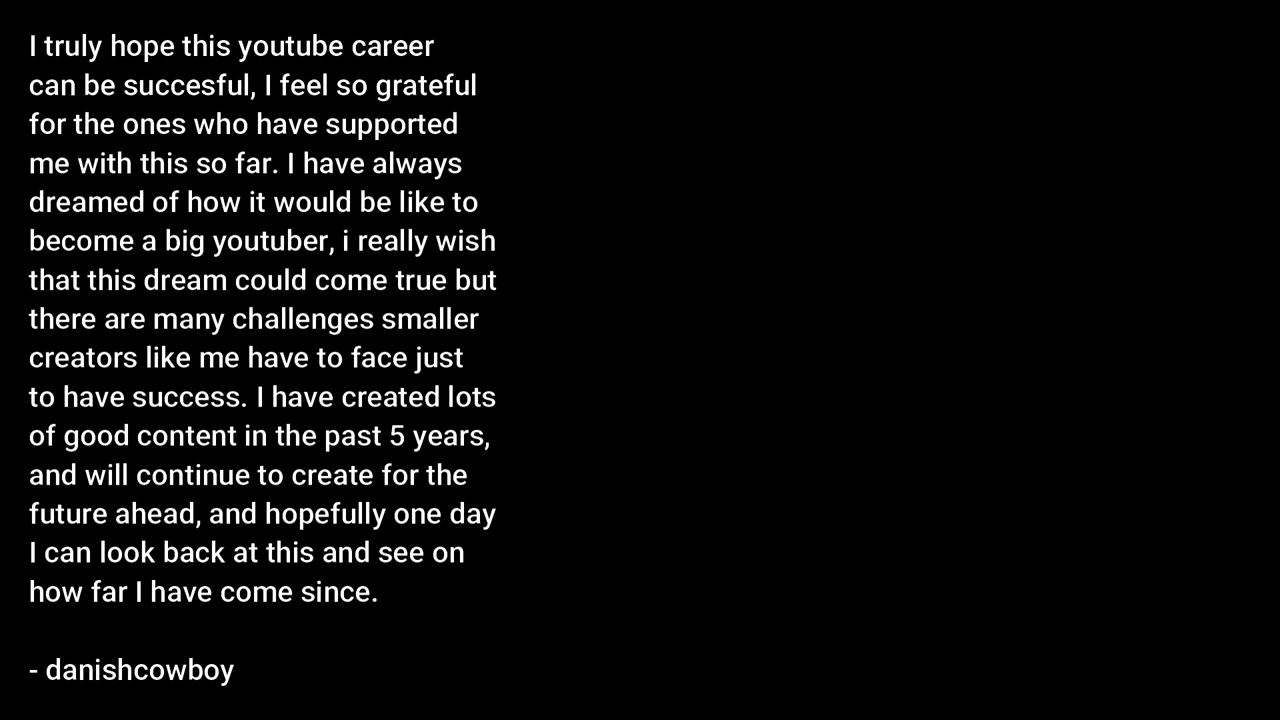 I truly hope this youtube career
can be succesful, I feel so grateful
for the ones who have supported
me with this so far. I have always
dreamed of how it would be like to
become a big youtuber, i really wish
that this dream could come true but
there are many challenges smaller
creators like me have to face just
to have success. I have created lots
of good content in the past 5 years,
and will continue to create for the
future ahead, and hopefully one day
I can look back at this and see on
how far I have come since.

- danishcowboy